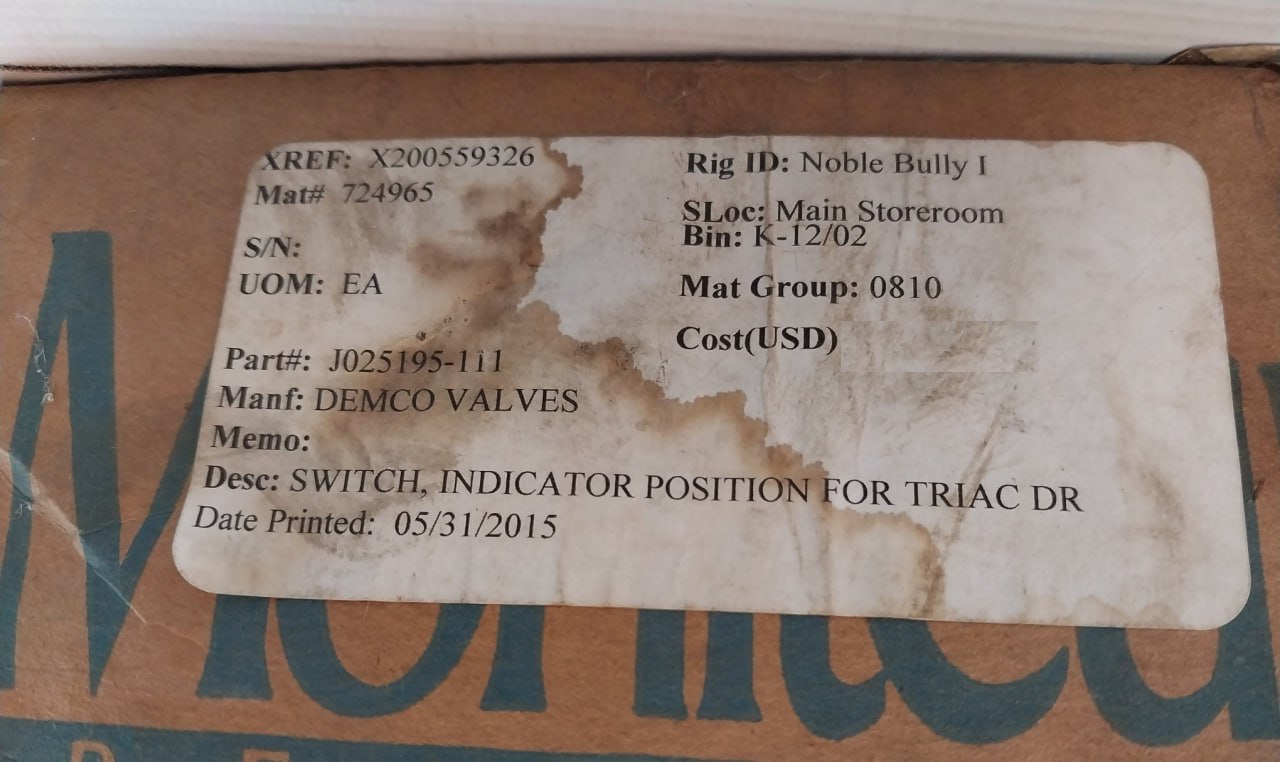 XREF: X200559326
Mat# 724965
S/N:
UOM: EA
Part#: J025195-111
Manf: DEMCO VALVES
Memo:
Desc: SWITCH, INDICATOR POSITION FOR TRIAC DR
Date Printed: 05/31/2015
Rig ID: Noble Bully I
SLoc: Main Storeroom
Bin: K-12/02
Mat Group: 0810
Cost(USD)